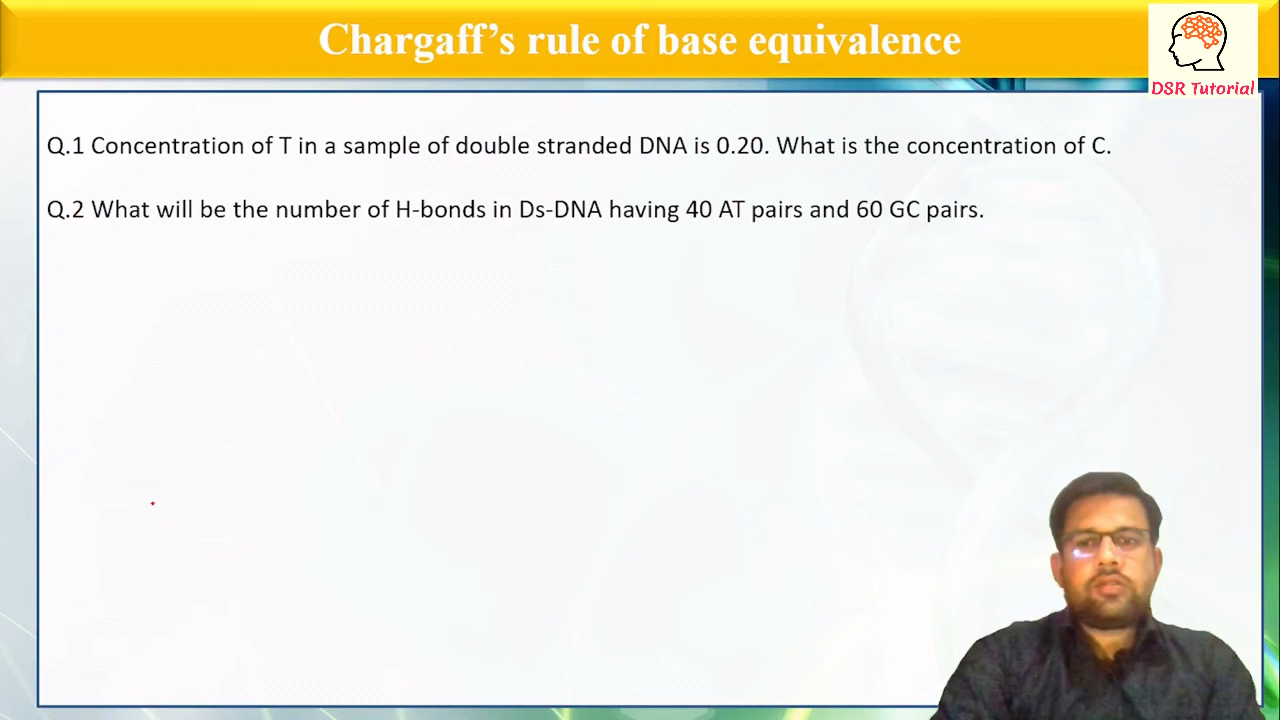 Chargaff’s rule of base equivalence
DSR Tutorial
Q.1 Concentration of T in a sample of double stranded DNA is 0.20. What is the concentration of C.
Q.2 What will be the number of H-bonds in Ds-DNA having 40 AT pairs and 60 GC pairs.